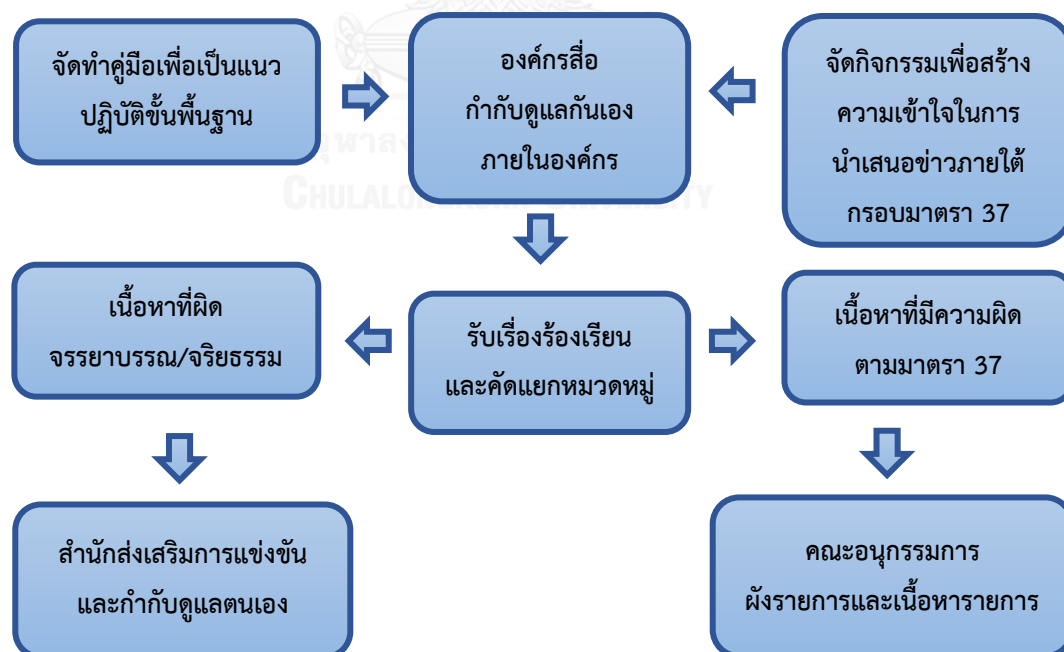 จัดทำคู่มือเพื่อเป็นแนว
ปฏิบัติขั้นพื้นฐาน
องค์กรสื่อ
กำกับดูแลกันเอง
ภายในองค์กร
จัดกิจกรรมเพื่อสร้าง
ความเข้าใจในการ
นำเสนอข่าวภายใต้
กรอบมาตรา 37
เนื้อหาที่ผิด
จรรยาบรรณ/จริยธรรม
รับเรื่องร้องเรียน
และคัดแยกหมวดหมู่
เนื้อหาที่มีความผิด
ตามมาตรา 37
สำนักส่งเสริมการแข่งขัน
และกำกับดูแลตนเอง
คณะอนุกรรมการ
ผังรายการและเนื้อหารายการ